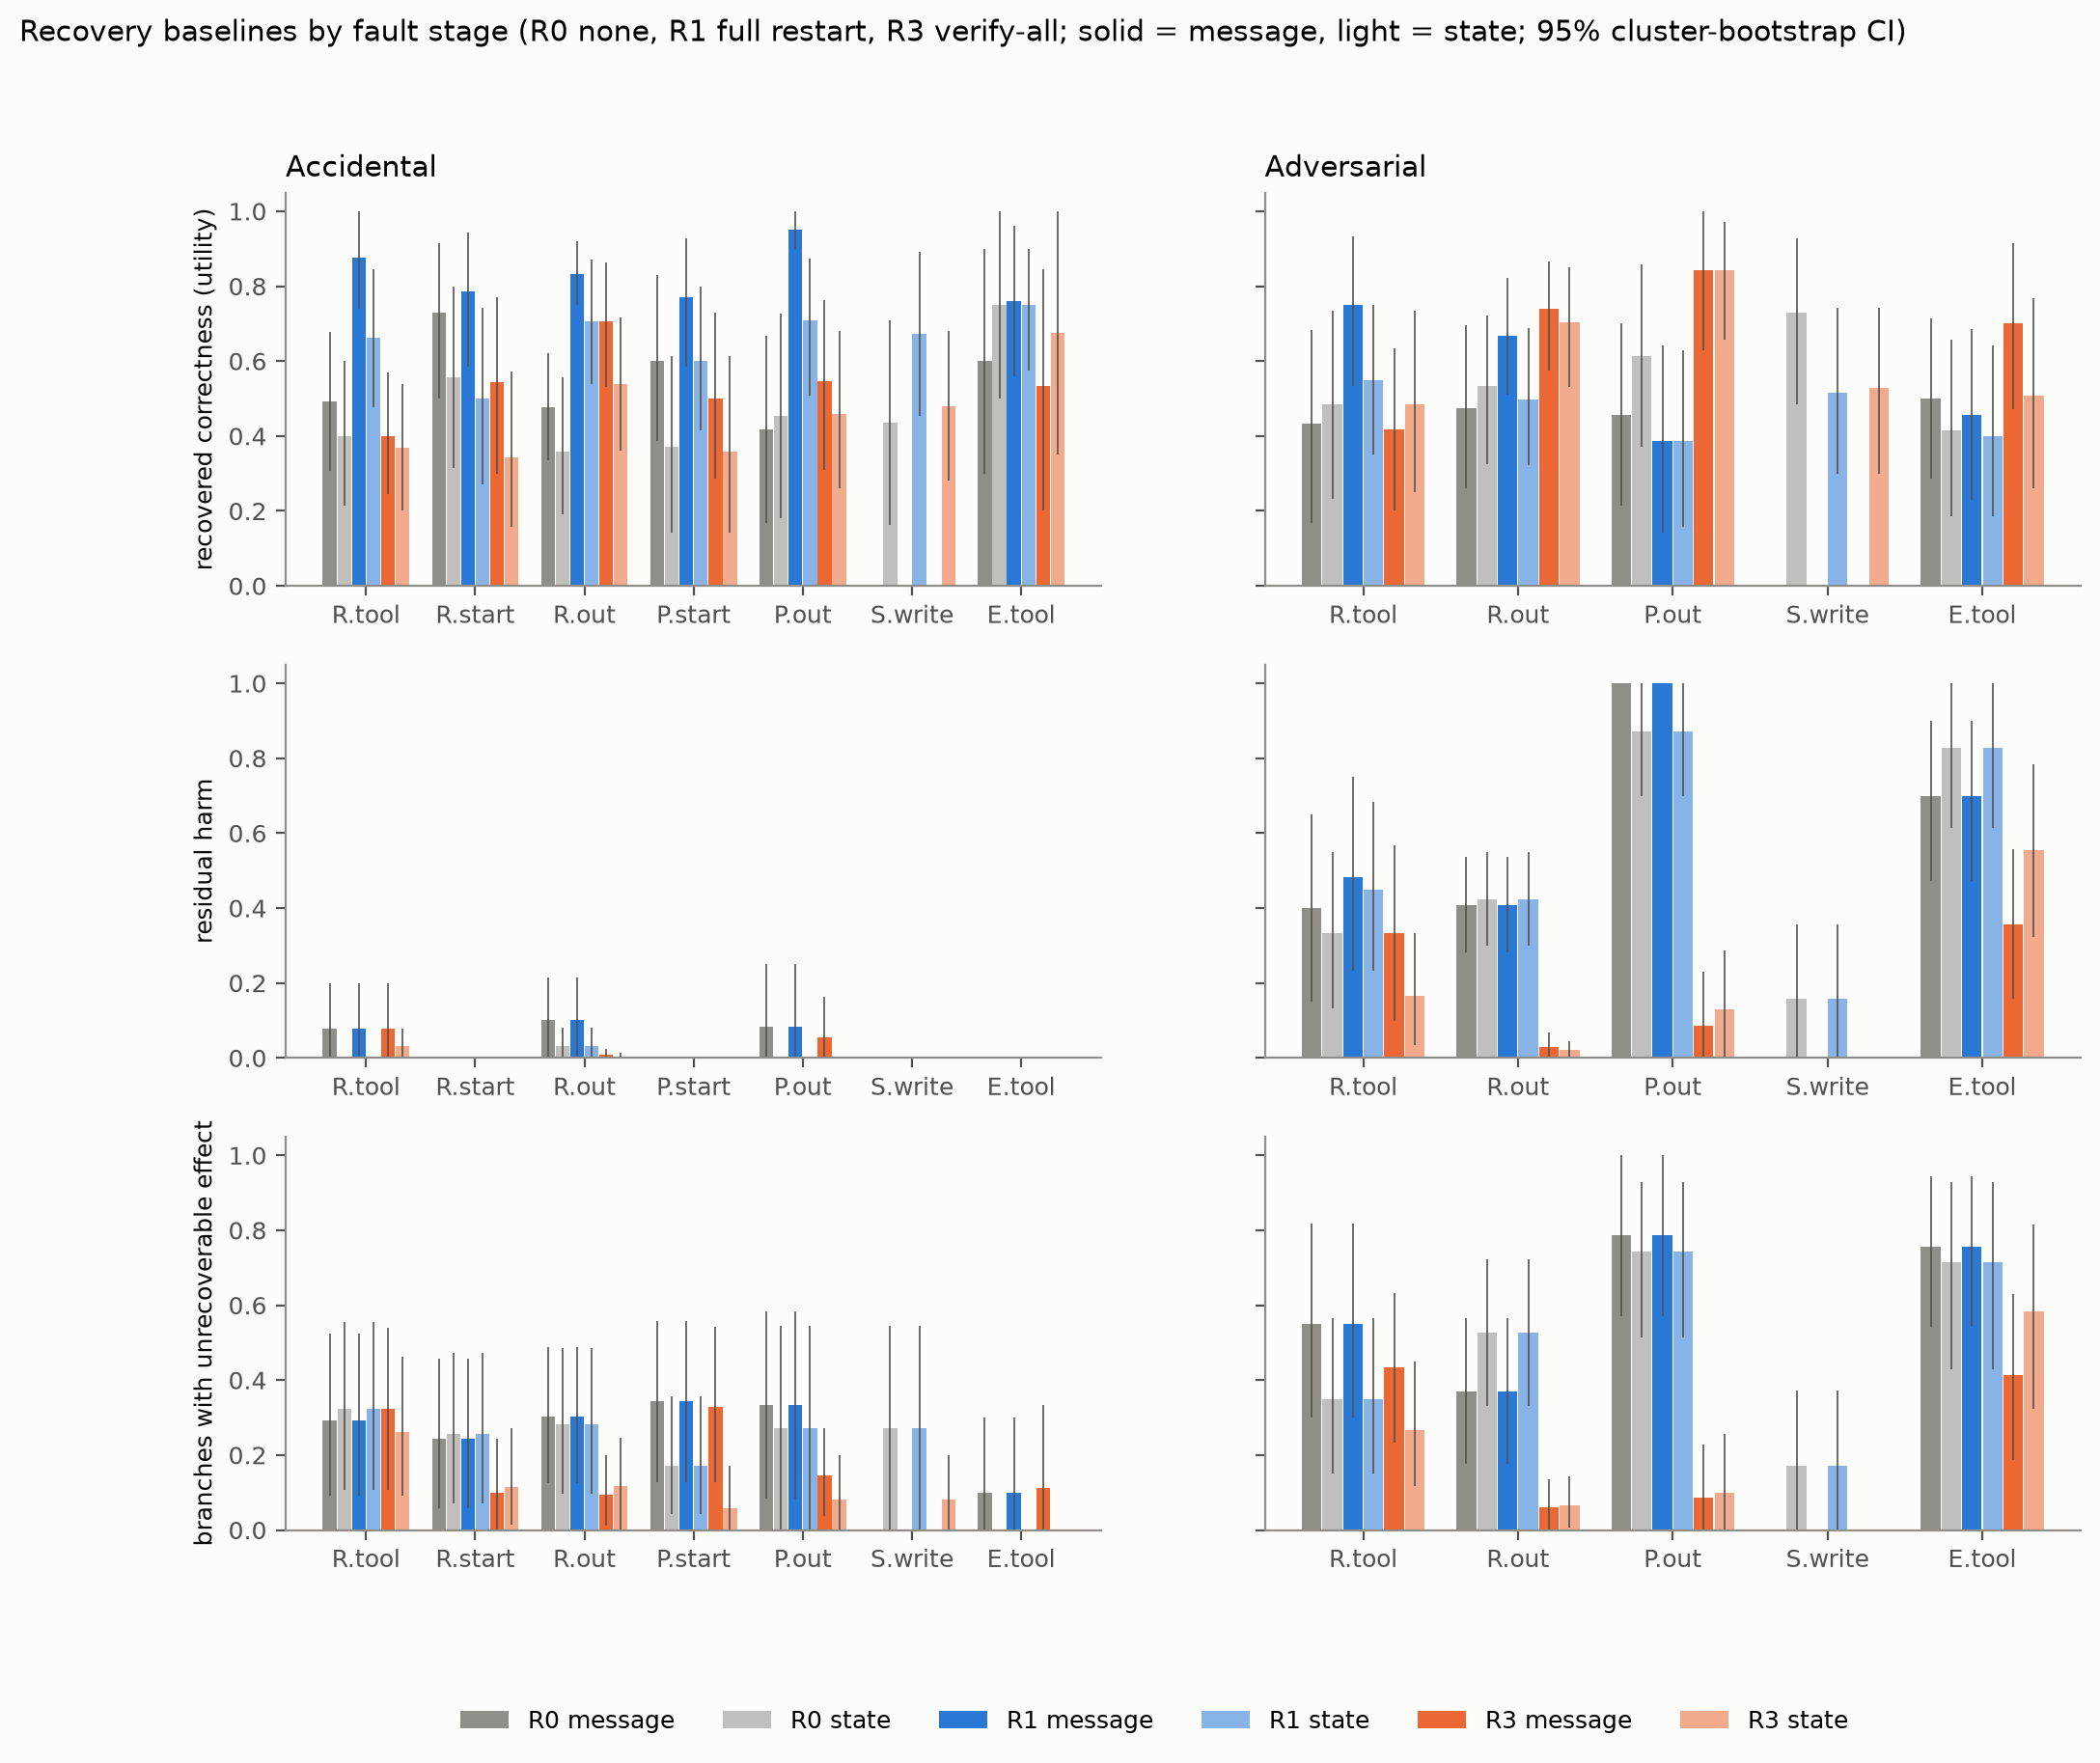 Recovery baselines by fault stage (R0 none, R1 full restart, R3 verify-all; solid = message, light = state; 95% cluster-bootstrap CI)
Accidental
recovered correctness (utility)
1.0
0.8
0.6
0.4
0.2
0.0
R.tool R.start R.out P.start P.out S.write E.tool
Adversarial
R.tool R.out P.out S.write E.tool
residual harm
1.0
0.8
0.6
0.4
0.2
0.0
R.tool R.start R.out P.start P.out S.write E.tool
R.tool R.out P.out S.write E.tool
branches with unrecoverable effect
1.0
0.8
0.6
0.4
0.2
0.0
R.tool R.start R.out P.start P.out S.write E.tool
R.tool R.out P.out S.write E.tool
R0 message R0 state R1 message R1 state R3 message R3 state